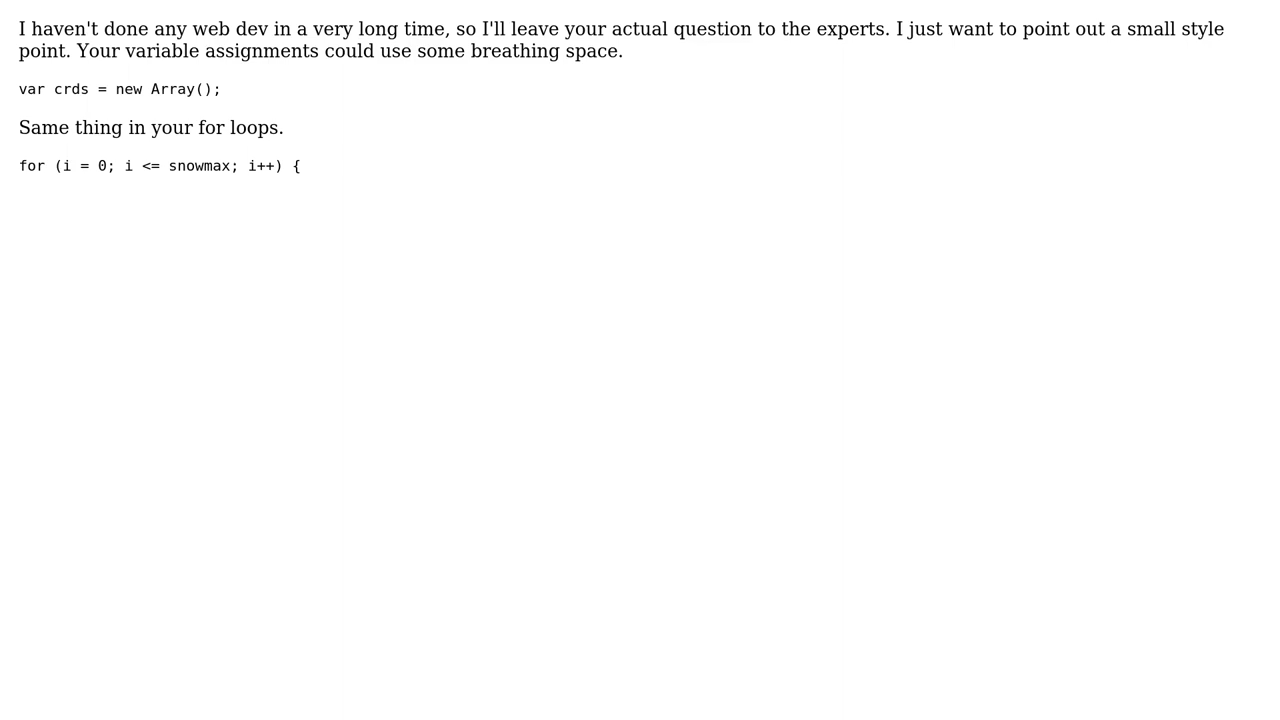 I haven't done any web dev in a very long time, so I'll leave your actual question to the experts. I just want to point out a small style
point. Your variable assignments could use some breathing space.
var crds = new Array();
Same thing in your for loops.
for (i = 0; i <= snowmax; i++) {